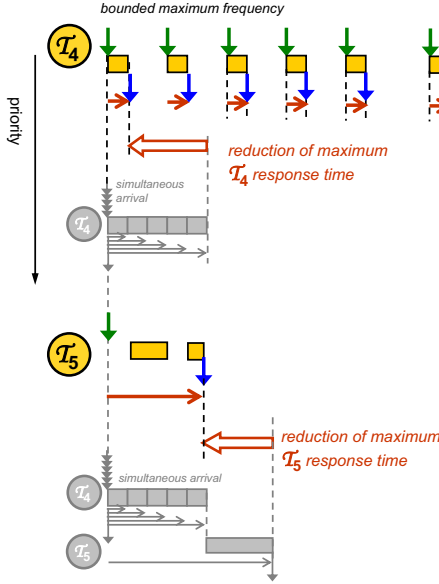 bounded maximum frequency
T4
priority
reduction of maximum
T4 response time
simultaneous
arrival
T4
T5
reduction of maximum
T5 response time
simultaneous arrival
T4
T5